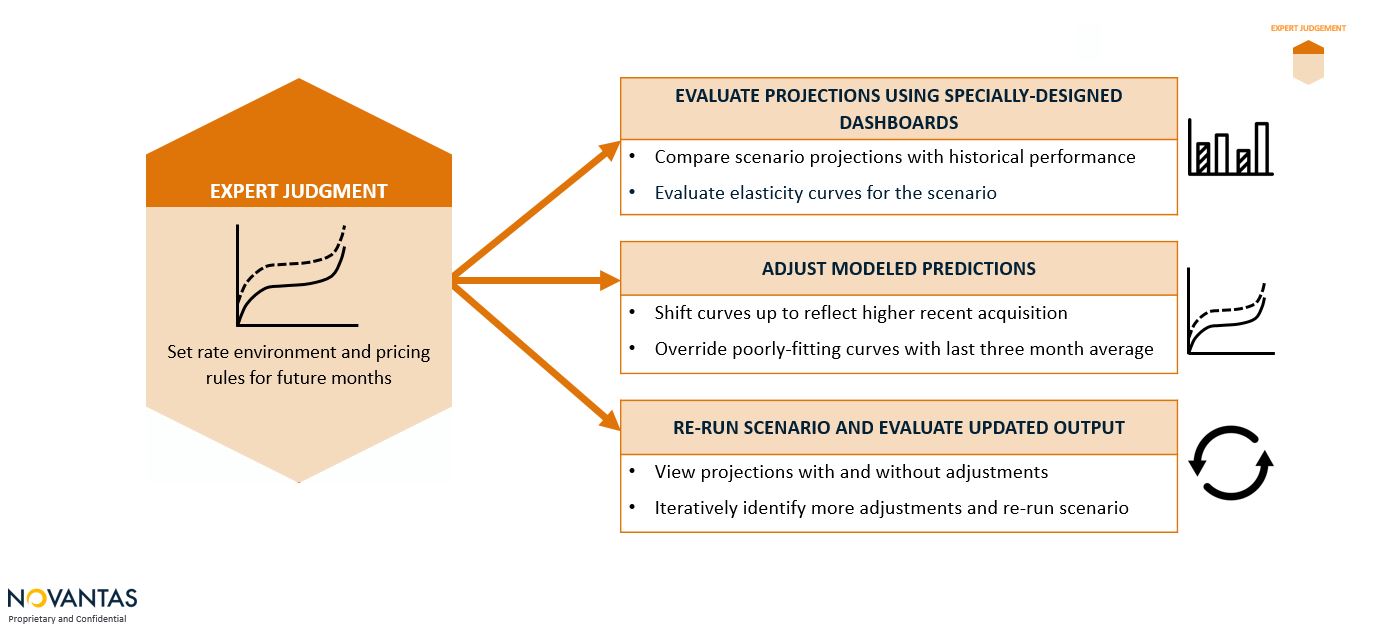 EXPERT JUDGEMENT
EXPERT JUDGMENT
Set rate environment and pricing
rules for future months
EVALUATE PROJECTIONS USING SPECIALLY-DESIGNED
DASHBOARDS
• Compare scenario projections with historical performance
• Evaluate elasticity curves for the scenario
ADJUST MODELED PREDICTIONS
• Shift curves up to reflect higher recent acquisition
• Override poorly-fitting curves with last three month average
RE-RUN SCENARIO AND EVALUATE UPDATED OUTPUT
• View projections with and without adjustments
• Iteratively identify more adjustments and re-run scenario
NOVANTAS
Proprietary and Confidential